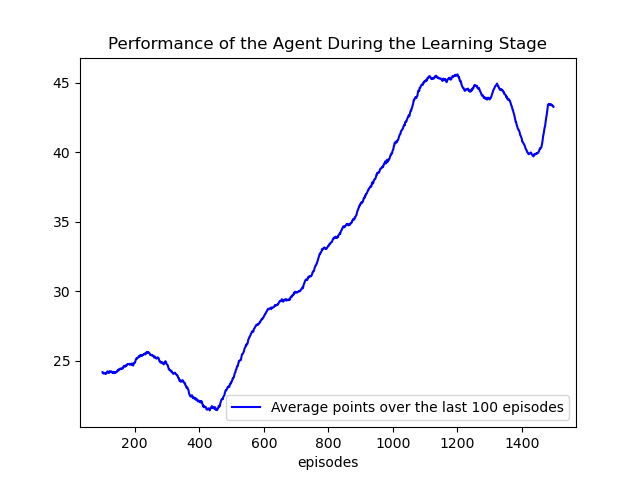 Performance of the Agent During the Learning Stage
45
40
35
30
25
Average points over the last 100 episodes
200 400 600 800 1000 1200 1400
episodes